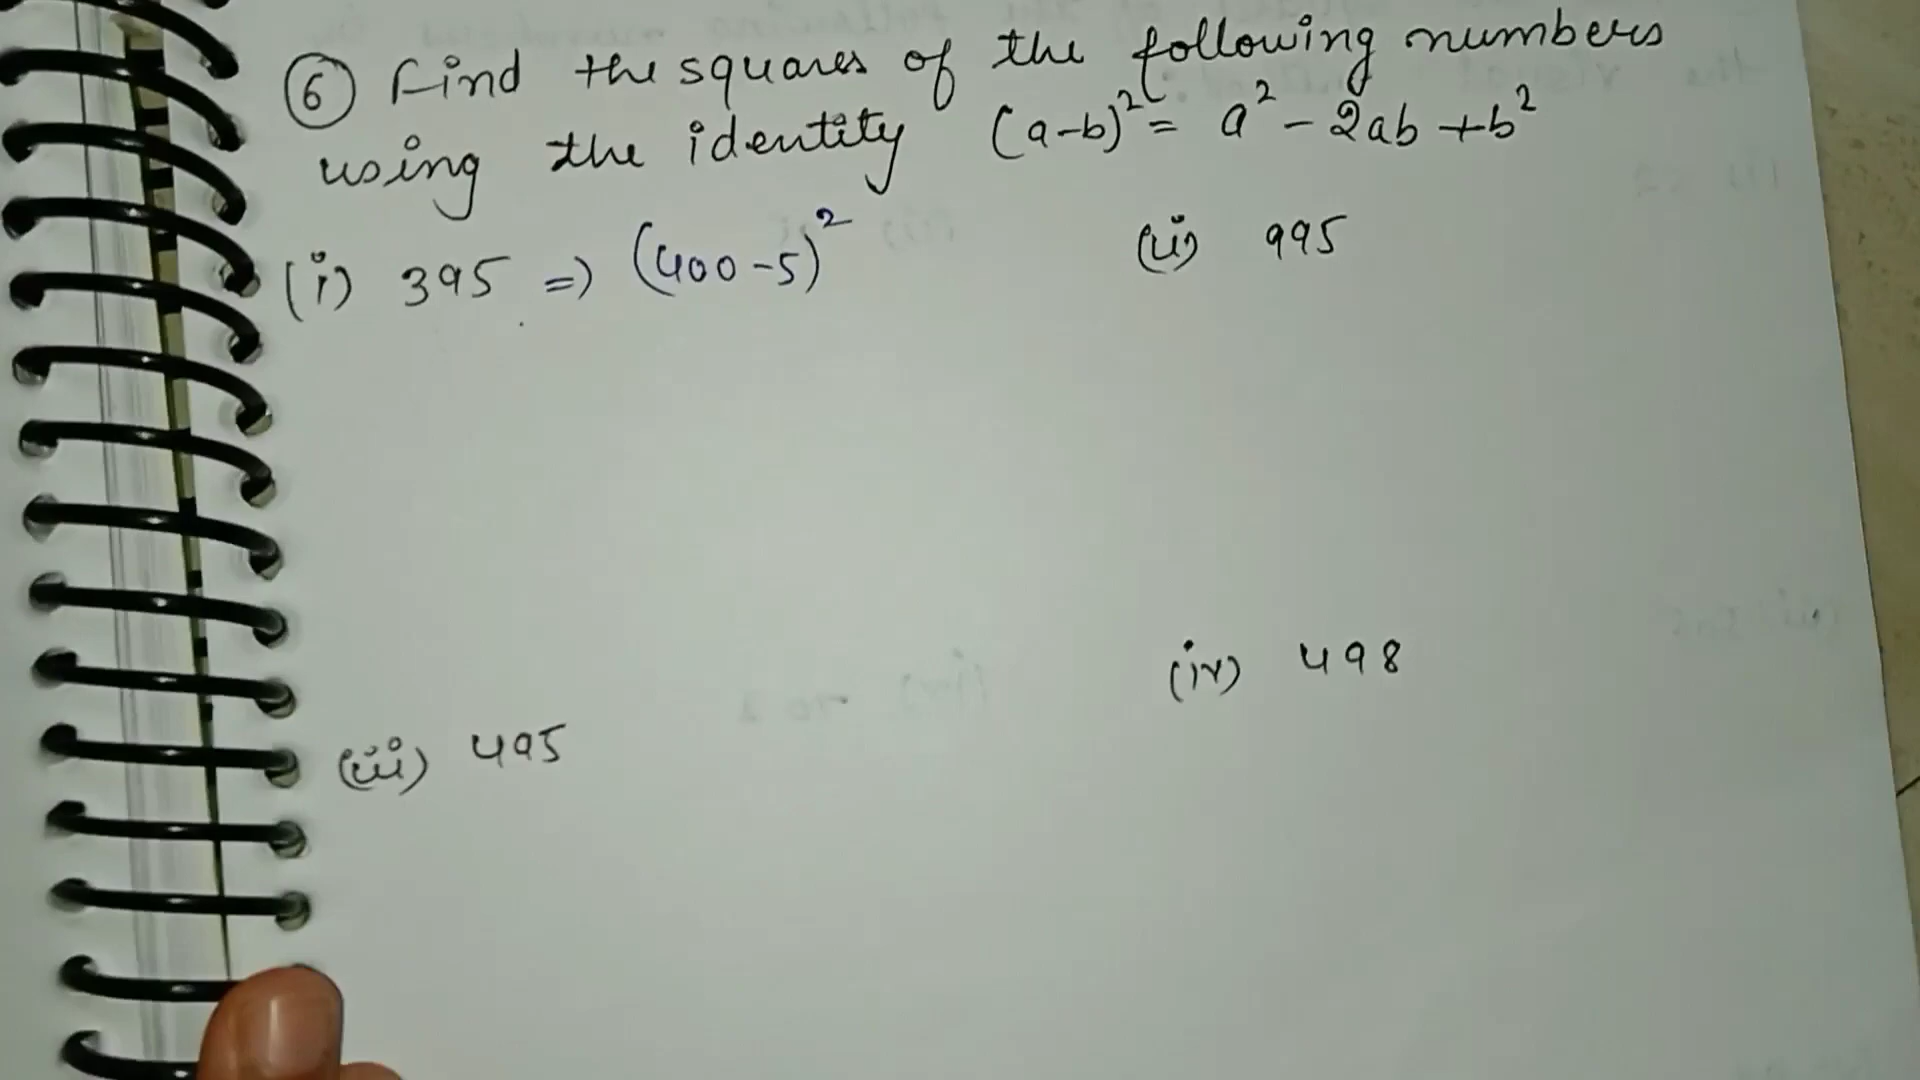 6 Find the squares of the following numbers
using the identity (a-b)² = a² - 2ab + b²
(i) 395 => (400-5)²
(ii) 995
(iii) 495
(iv) 498